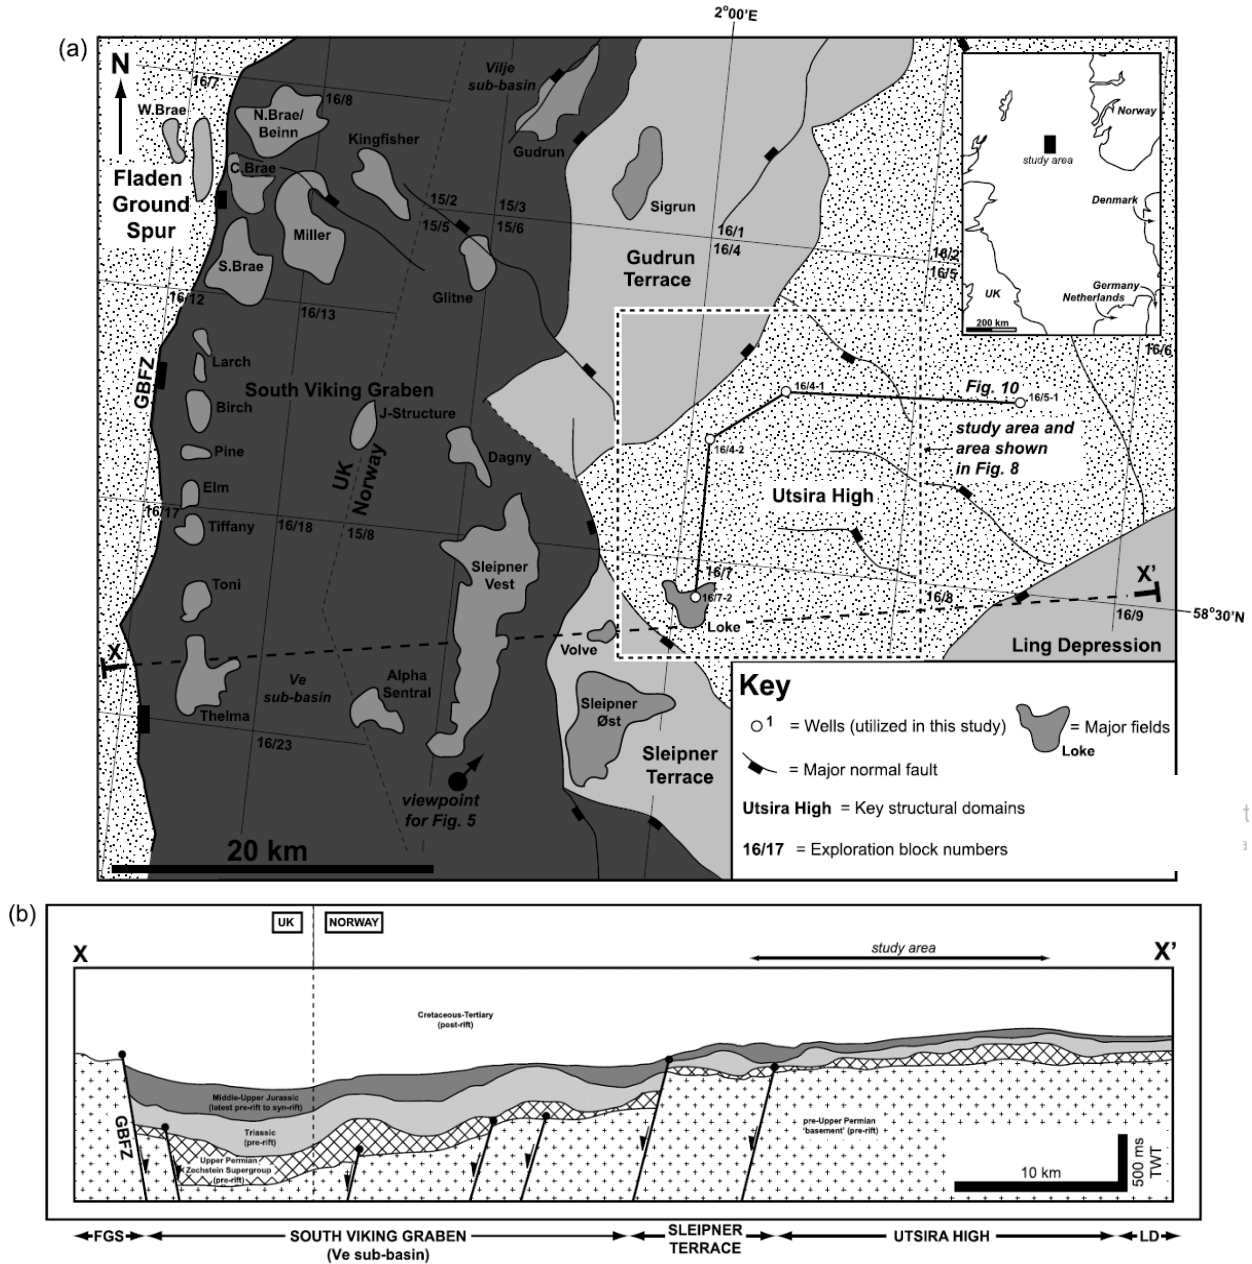 2°00'E
(a)
N
16/7
16/8
W.Brae
N.Brae/
Beinn
Kingfisher
Vilje
sub-basin
Gudrun
C.Brae
Fladen
Ground
Spur
Miller
S.Brae
15/2
15/3
15/5
15/6
Glitne
Sigrun
16/1
16/4
Gudrun
Terrace
16/2
16/5
Norway
study area
Denmark
Germany
Netherlands
UK
200 km
16/6
16/12
16/13
GBFZ
Larch
South Viking Graben
Birch
J-Structure
Pine
UK
Norway
Dagny
Elm
16/17
Tiffany
16/18
15/8
16/4-1
Fig. 10
16/5-1
study area and
area shown
in Fig. 8
16/4-2
Utsira High
Sleipner
Vest
Toni
16/7
16/7-2
Loke
16/8
X'
16/9
58°30'N
Ling Depression
X
Volve
Ve
sub-basin
Alpha
Sentral
Thelma
Sleipner
Øst
16/23
Sleipner
Terrace
viewpoint
for Fig. 5
20 km
Key
1 = Wells (utilized in this study)
= Major fields
Loke
= Major normal fault
Utsira High = Key structural domains
16/17 = Exploration block numbers
t
a
(b)
UK
NORWAY
X
study area
X'
Cretaceous-Tertiary
(post-rift)
Middle-Upper Jurassic
(latest pre-rift to syn-rift)
Triassic
(pre-rift)
Upper Permian
Zechstein Supergroup
(pre-rift)
GBFZ
pre-Upper Permian
'basement' (pre-rift)
10 km
500 ms
TWT
FGS
SOUTH VIKING GRABEN
(Ve sub-basin)
SLEIPNER
TERRACE
UTSIRA HIGH
LD